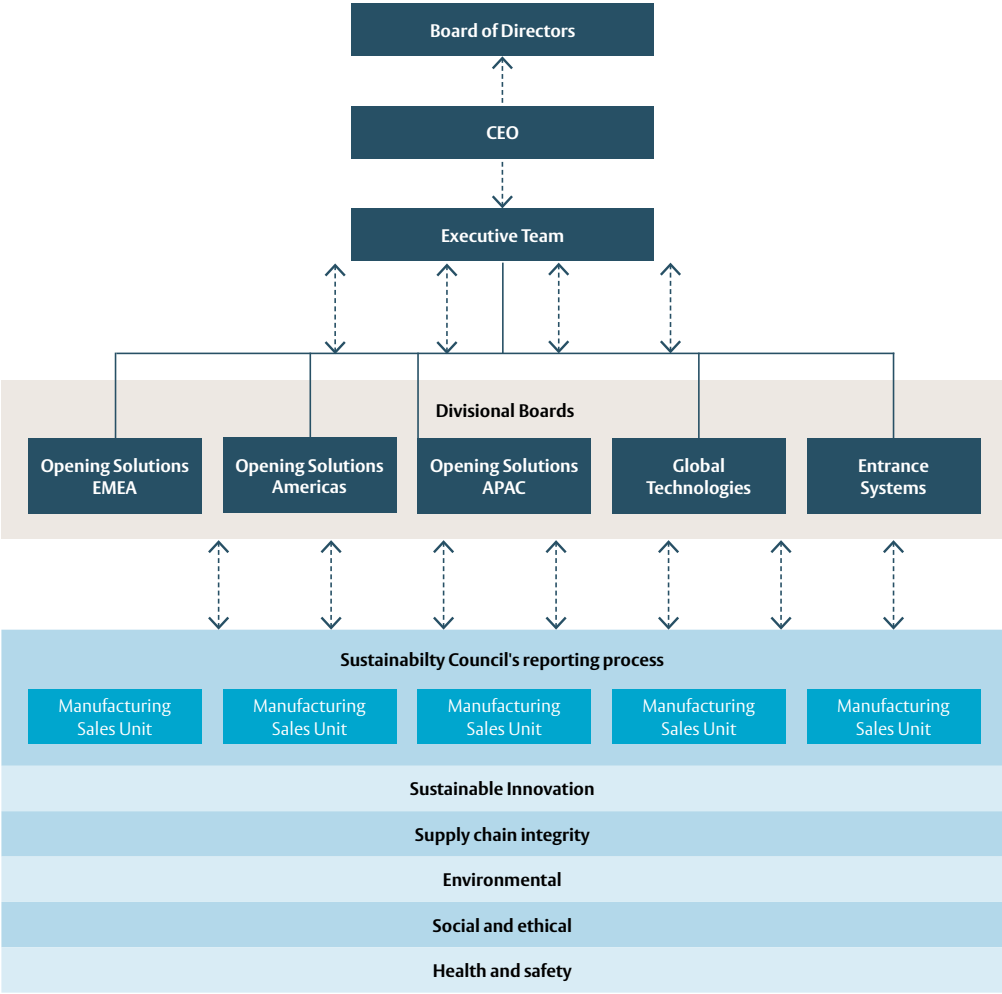 Board of Directors
CEO
Executive Team
Divisional Boards
Opening Solutions
EMEA
Opening Solutions
Americas
Opening Solutions
APAC
Global
Technologies
Entrance
Systems
Sustainabilty Council's reporting process
Manufacturing
Sales Unit
Manufacturing
Sales Unit
Manufacturing
Sales Unit
Manufacturing
Sales Unit
Manufacturing
Sales Unit
Sustainable Innovation
Supply chain integrity
Environmental
Social and ethical
Health and safety